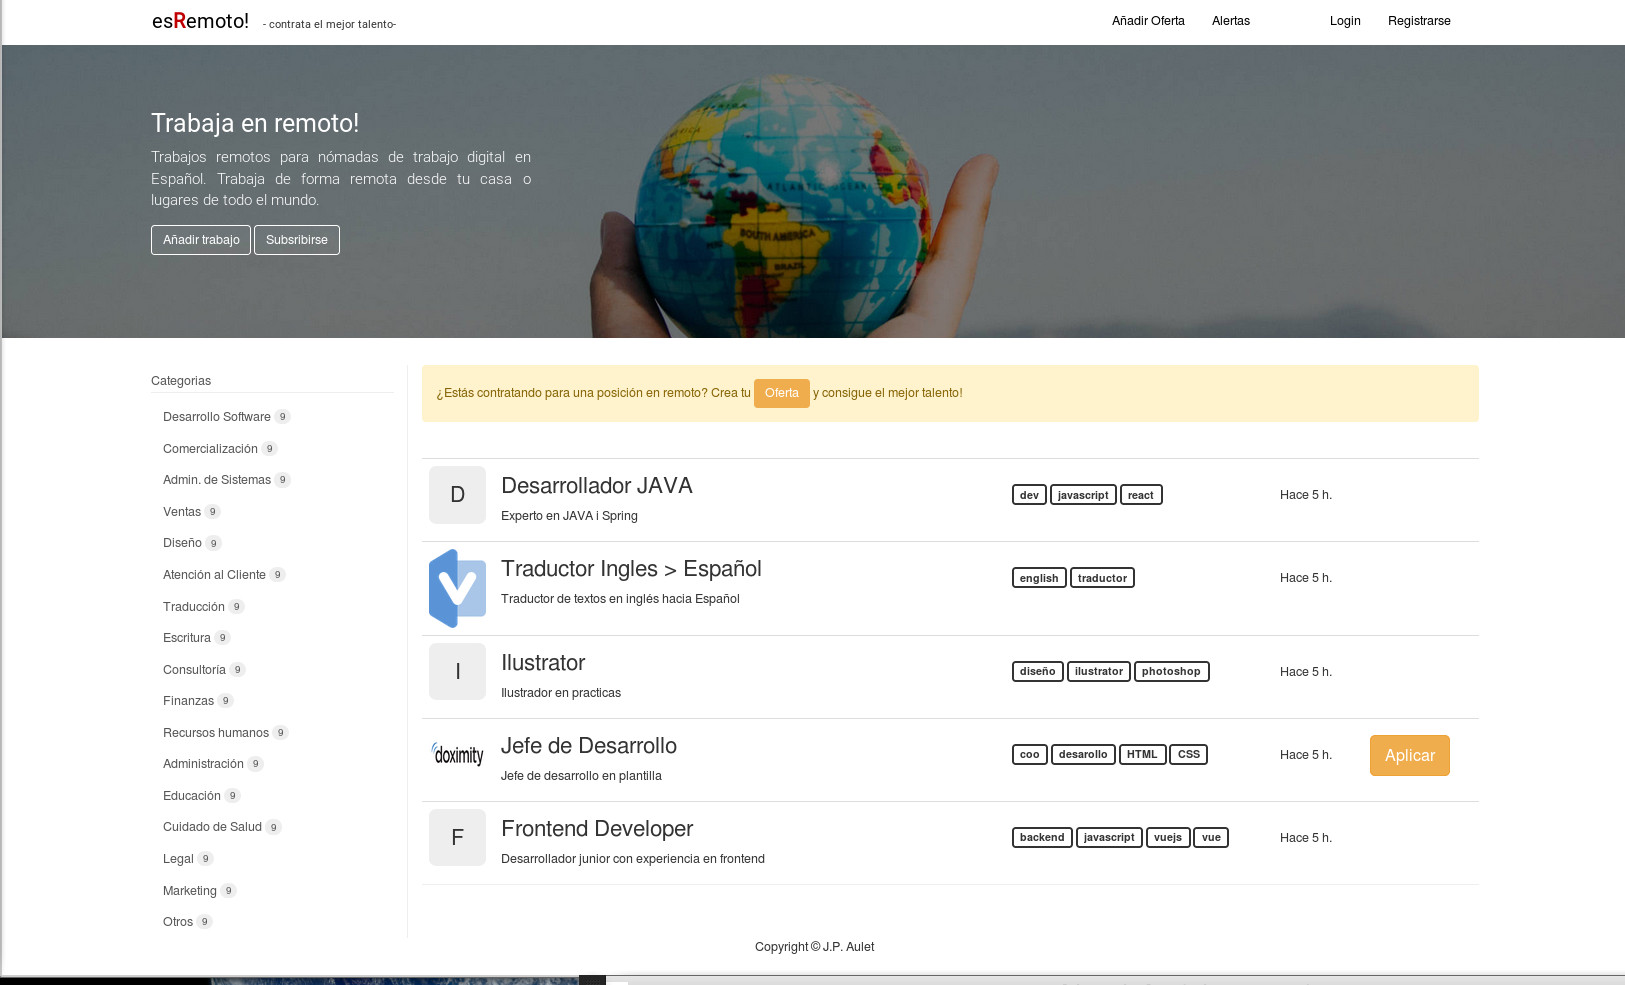 esRemoto! - contrata el mejor talento- Añadir Oferta Alertas Login Registrarse
Trabaja en remoto!
Trabajos remotos para nómadas de trabajo digital en
Español. Trabaja de forma remota desde tu casa o
lugares de todo el mundo.
Añadir trabajo Subsribirse
AMERICA
ATLANTIC OCEAN
SOUTH AMERICA
BRAZIL
Categorias
Desarrollo Software 9
Comercialización 9
Admin. de Sistemas 9
Ventas 9
Diseño 9
Atención al Cliente 9
Traducción 9
Escritura 9
Consultoría 9
Finanzas 9
Recursos humanos 9
Administración 9
Educación 9
Cuidado de Salud 9
Legal 9
Marketing 9
Otros 9
¿Estás contratando para una posición en remoto? Crea tu Oferta y consigue el mejor talento!
D Desarrollador JAVA dev javascript react Hace 5 h.
Experto en JAVA i Spring
Traductor Ingles > Español english traductor Hace 5 h.
Traductor de textos en inglés hacia Español
I Ilustrator diseño ilustrator photoshop Hace 5 h.
Ilustrador en practicas
doximity Jefe de Desarrollo coo desarollo HTML CSS Hace 5 h. Aplicar
Jefe de desarrollo en plantilla
F Frontend Developer backend javascript vuejs vue Hace 5 h.
Desarrollador junior con experiencia en frontend
Copyright © J.P. Aulet